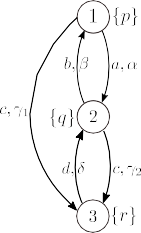 1 {p}
b, β a, α
c, γ₁ {q} 2
d, δ c, γ₂
3 {r}